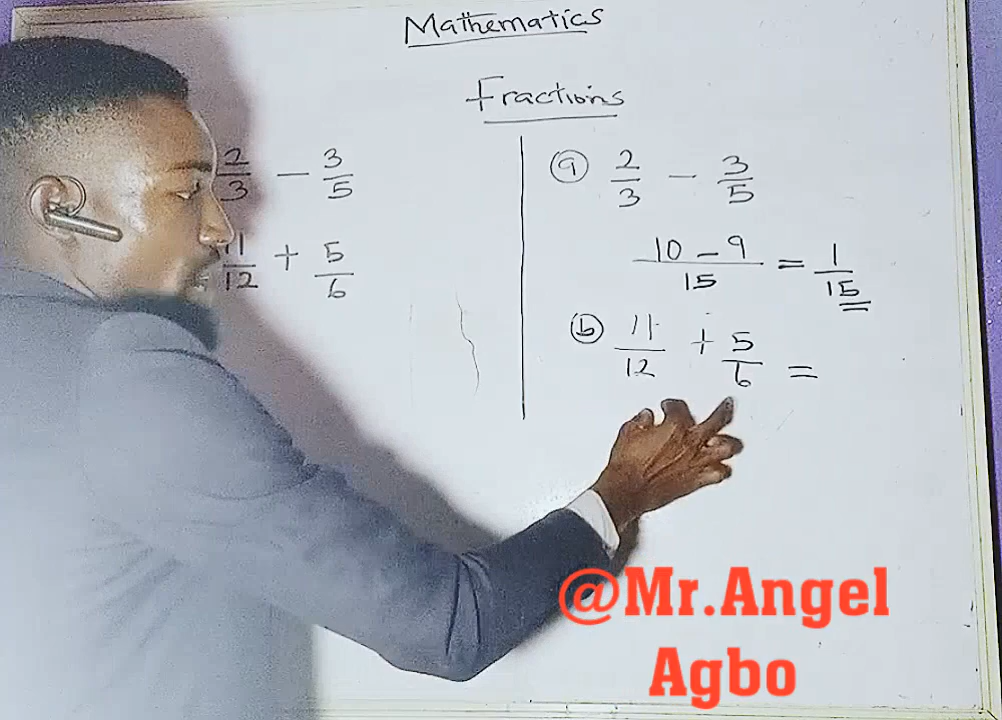 Mathematics
Fractions
2/3 - 3/5
11/12 + 5/6
(a) 2/3 - 3/5
10 - 9/15 = 1/15
(b) 11/12 + 5/6 =
@Mr.Angel
Agbo